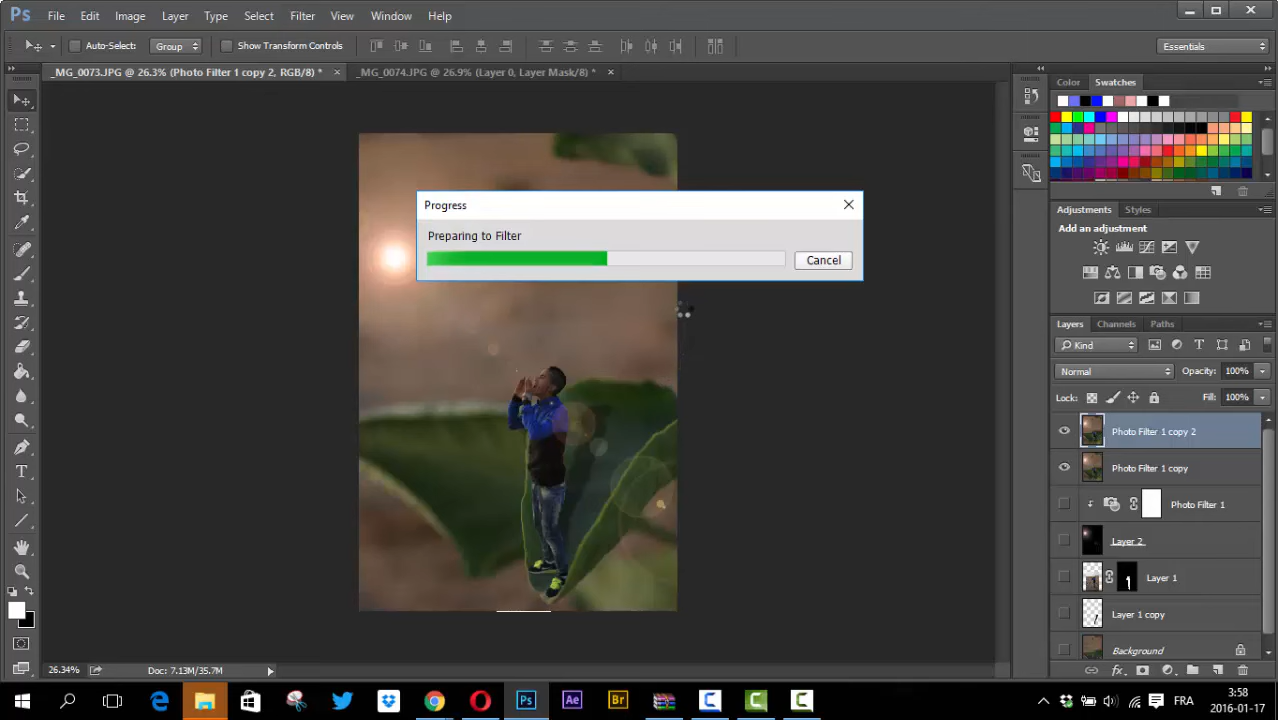 Ps File Edit Image Layer Type Select Filter View Window Help
Auto-Select: Group Show Transform Controls Essentials
_MG_0073.JPG @ 26.3% (Photo Filter 1 copy 2, RGB/8) * × _MG_0074.JPG @ 26.9% (Layer 0, Layer Mask/8) * ×
Color Swatches
Progress
Preparing to Filter
Cancel
Adjustments Styles
Add an adjustment
Layers Channels Paths
Kind
Normal Opacity: 100%
Lock: Fill: 100%
Photo Filter 1 copy 2
Photo Filter 1 copy
Photo Filter 1
Layer 2
Layer 1
Layer 1 copy
Background
26.34% Doc: 7.13M/35.7M
Ps Ae Br C C C FR 3:58
2016-01-17